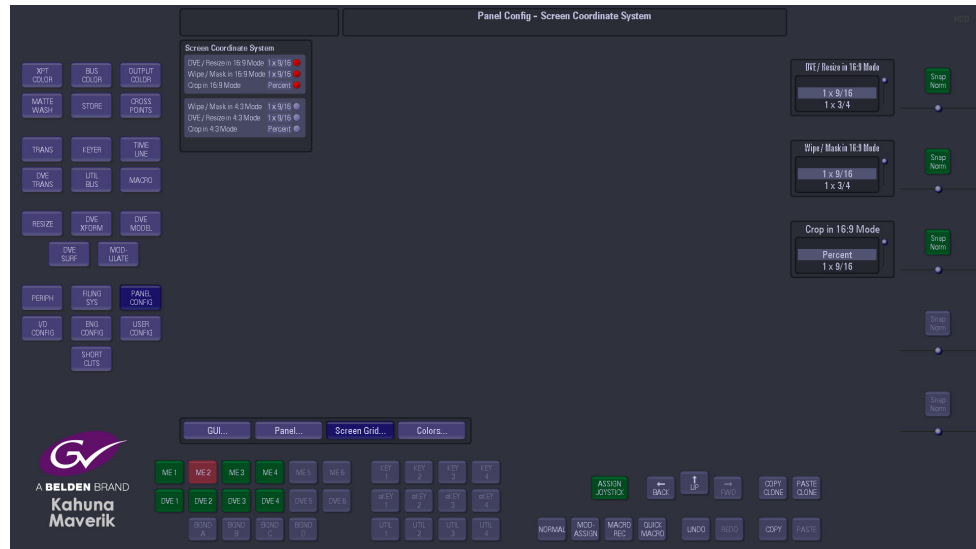 Panel Config - Screen Coordinate System
Screen Coordinate System
DVE / Resize in 16:9 Mode 1 x 9/16
Wipe / Mask in 16:9 Mode 1 x 9/16
Crop in 16:9 Mode Percent
Wipe / Mask in 4:3 Mode 1 x 9/16
DVE / Resize in 4:3 Mode 1 x 9/16
Crop in 4:3 Mode Percent
XPT COLOR
BUS COLOR
OUTPUT COLOR
MATTE WASH
STORE
CROSS POINTS
TRANS
KEYER
TIME LINE
DVE TRANS
UTIL BUS
MACRO
RESIZE
DVE XFORM
DVE MODEL
DVE SURF
MOD- ULATE
PERIPH
FILING SYS
PANEL CONFIG
I/O CONFIG
ENG CONFIG
USER CONFIG
SHORT CUTS
DVE / Resize in 16:9 Mode
1 x 9/16
1 x 3/4
Snap Norm
Wipe / Mask in 16:9 Mode
1 x 9/16
1 x 3/4
Snap Norm
Crop in 16:9 Mode
Percent
1 x 9/16
Snap Norm
Snap Norm
Snap Norm
GUI... Panel... Screen Grid... Colors...
GV
A BELDEN BRAND
Kahuna
Maverik
ME 1 ME 2 ME 3 ME 4 ME 5 ME 6
DVE 1 DVE 2 DVE 3 DVE 4 DVE 5 DVE 6
BGND A
BGND B
BGND C
BGND D
KEY 1
KEY 2
KEY 3
KEY 4
αKEY 1
αKEY 2
αKEY 3
αKEY 4
UTIL 1
UTIL 2
UTIL 3
UTIL 4
ASSIGN JOYSTICK
← BACK
↑ UP
→ FWD
COPY CLONE
PASTE CLONE
NORMAL
MOD- ASSIGN
MACRO REC
QUICK MACRO
UNDO
REDO
COPY
PASTE